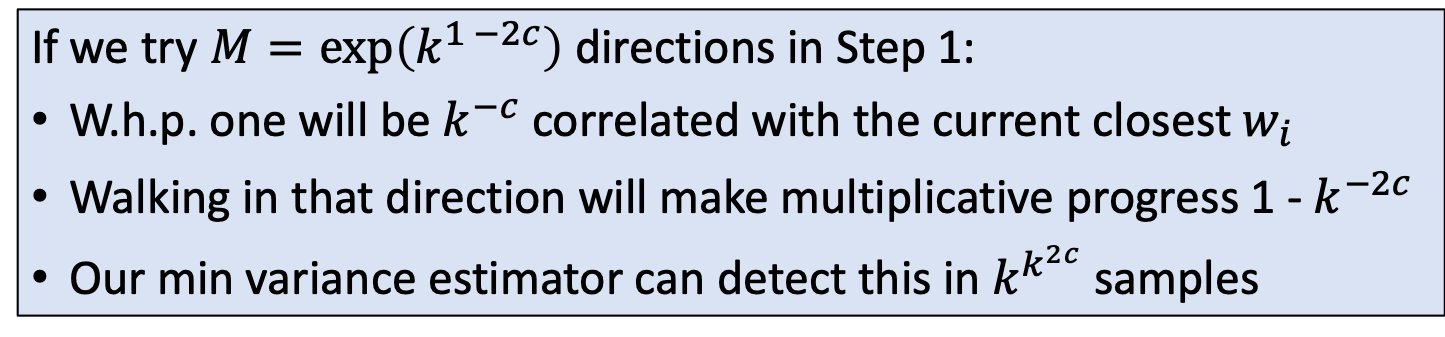 If we try 𝑀 = exp(𝑘^{1−2𝑐}) directions in Step 1:
• W.h.p. one will be 𝑘^{−𝑐} correlated with the current closest 𝑤_𝑖
• Walking in that direction will make multiplicative progress 1 - 𝑘^{−2𝑐}
• Our min variance estimator can detect this in 𝑘^{𝑘^{2𝑐}} samples